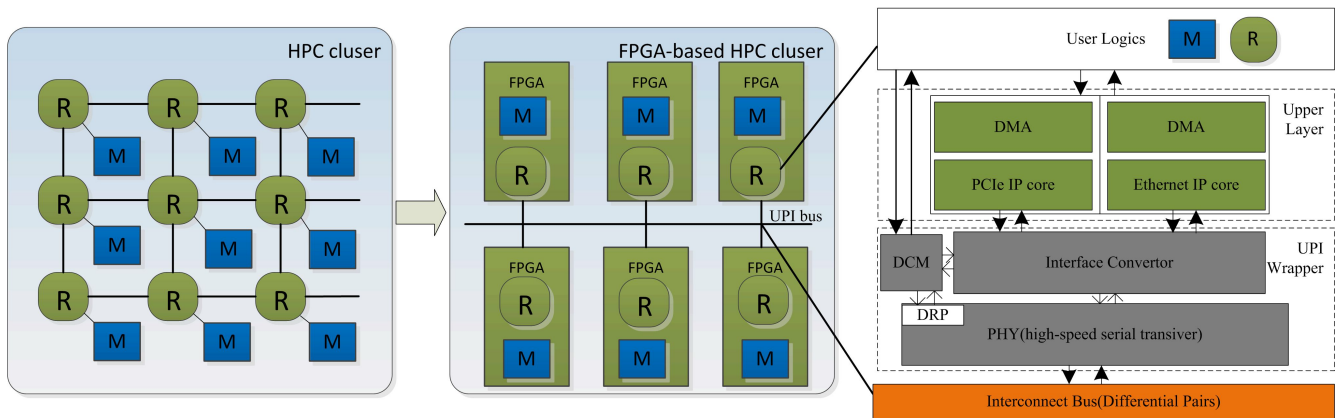 HPC cluser
R
R
R
M
M
M
R
R
R
M
M
M
R
R
R
M
M
M
FPGA-based HPC cluser
FPGA
FPGA
FPGA
M
M
M
R
R
R
UPI bus
FPGA
FPGA
FPGA
R
R
R
M
M
M
User Logics
M
R
Upper
Layer
DMA
DMA
PCIe IP core
Ethernet IP core
UPI
Wrapper
DCM
Interface Convertor
DRP
PHY(high-speed serial transiver)
Interconnect Bus(Differential Pairs)